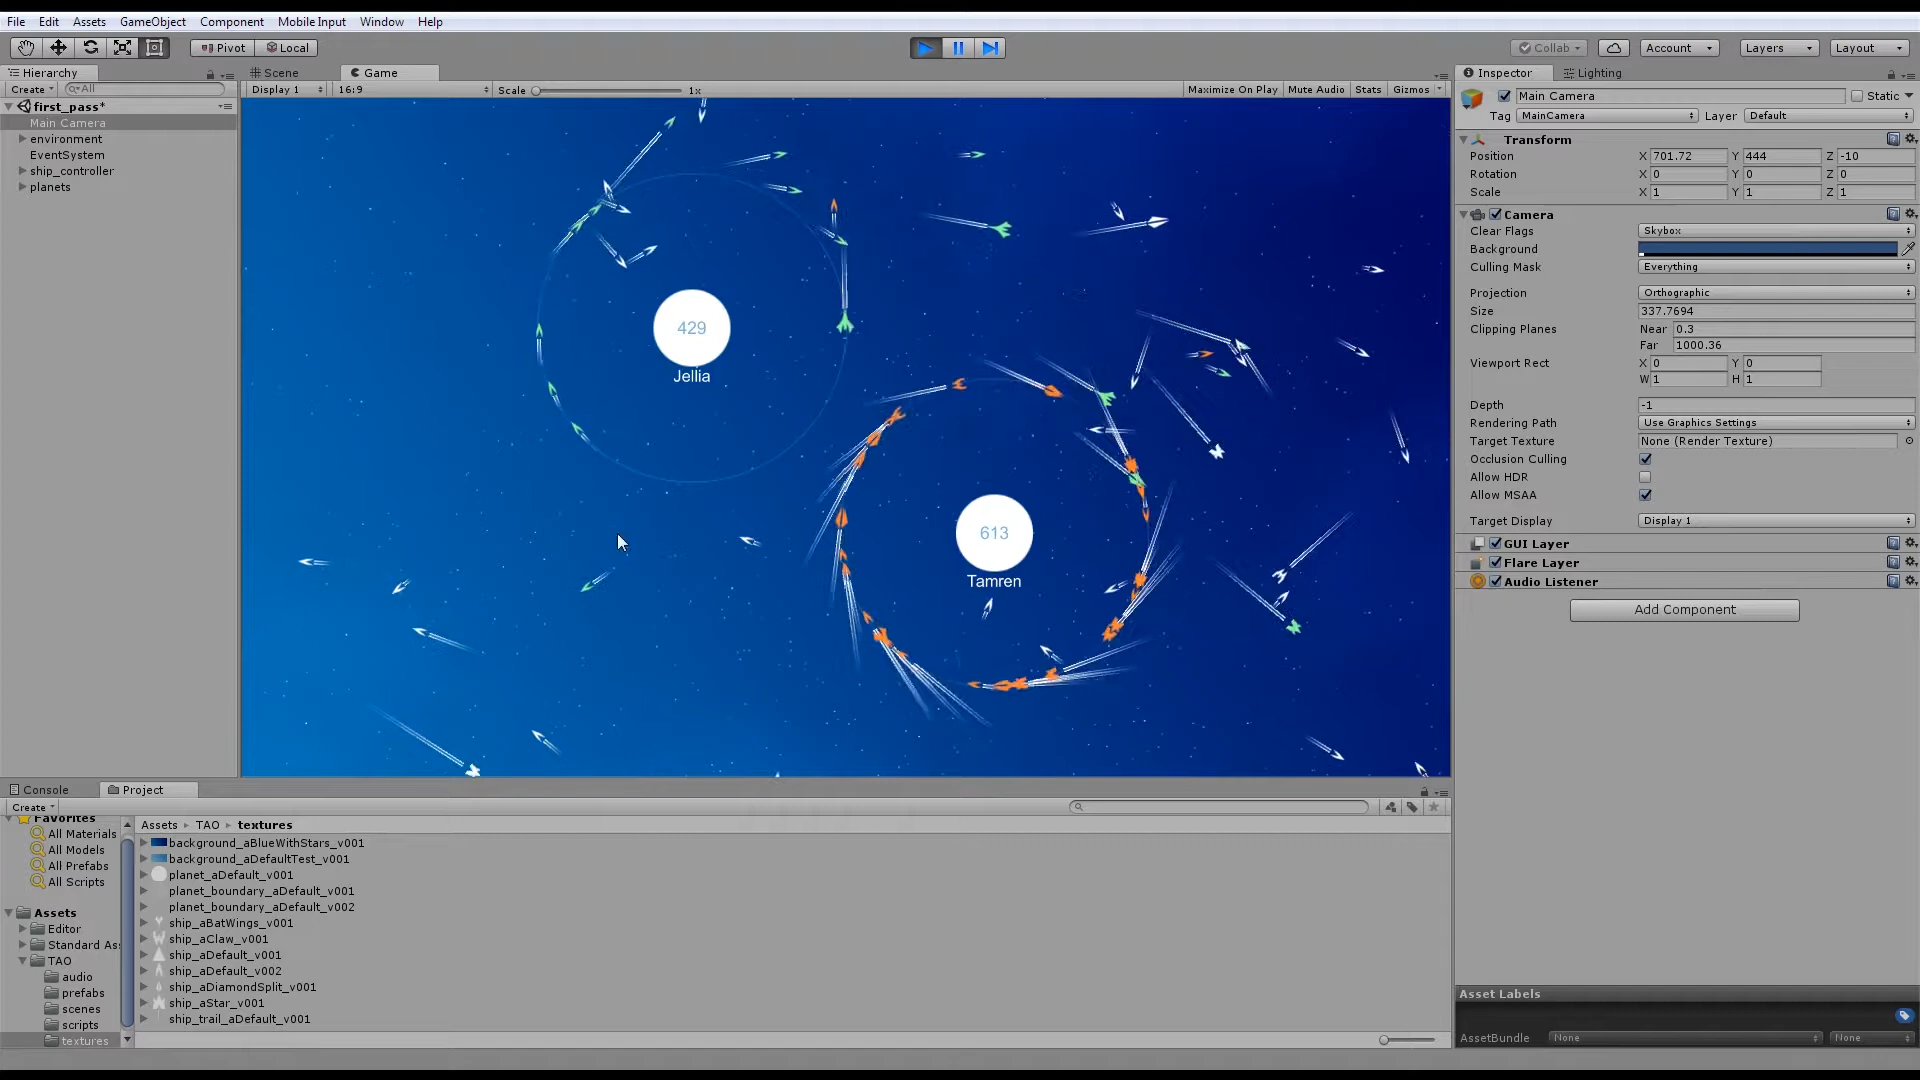 File Edit Assets GameObject Component Mobile Input Window Help
Pivot Local Collab Account Layers Layout
Hierarchy Scene Game Inspector Lighting
Create All Display 1 16:9 Scale 1x Maximize On Play Mute Audio Stats Gizmos
first_pass*
Main Camera
environment
EventSystem
ship_controller
planets
429
Jellia
613
Tamren
Main Camera Static
Tag MainCamera Layer Default
Transform
Position X 701.72 Y 444 Z -10
Rotation X 0 Y 0 Z 0
Scale X 1 Y 1 Z 1
Camera
Clear Flags Skybox
Background
Culling Mask Everything
Projection Orthographic
Size 337.7694
Clipping Planes Near 0.3
Far 1000.36
Viewport Rect X 0 Y 0
W 1 H 1
Depth -1
Rendering Path Use Graphics Settings
Target Texture None (Render Texture)
Occlusion Culling
Allow HDR
Allow MSAA
Target Display Display 1
GUI Layer
Flare Layer
Audio Listener
Add Component
Console Project
Create
Favorites
All Materials
All Models
All Prefabs
All Scripts
Assets
Editor
Standard As
TAO
audio
prefabs
scenes
scripts
textures
Assets TAO textures
background_aBlueWithStars_v001
background_aDefaultTest_v001
planet_aDefault_v001
planet_boundary_aDefault_v001
planet_boundary_aDefault_v002
ship_aBatWings_v001
ship_aClaw_v001
ship_aDefault_v001
ship_aDefault_v002
ship_aDiamondSplit_v001
ship_aStar_v001
ship_trail_aDefault_v001
Asset Labels
AssetBundle None None